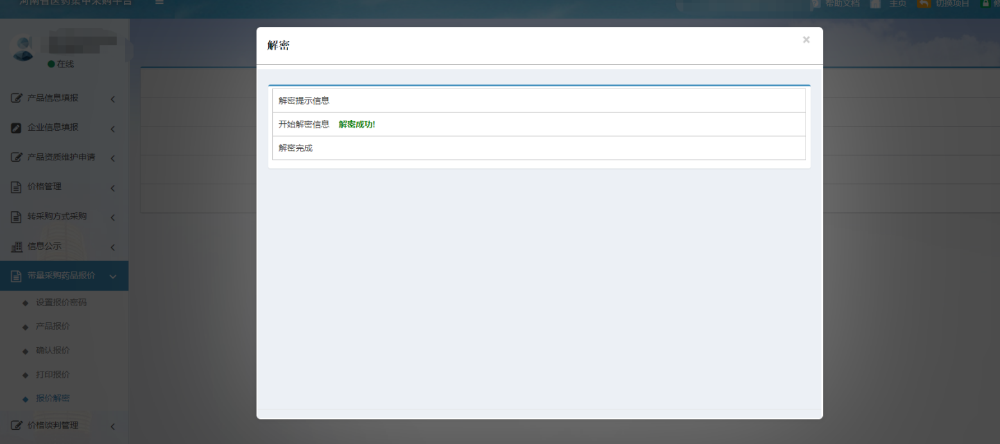 河南省医药集中采购平台
帮助文档 主页 切换项目
在线
产品信息填报
企业信息填报
产品资质维护申请
价格管理
转采购方式采购
信息公示
带量采购药品报价
设置报价密码
产品报价
确认报价
打印报价
报价解密
价格谈判管理
解密
×
解密提示信息
开始解密信息 解密成功!
解密完成